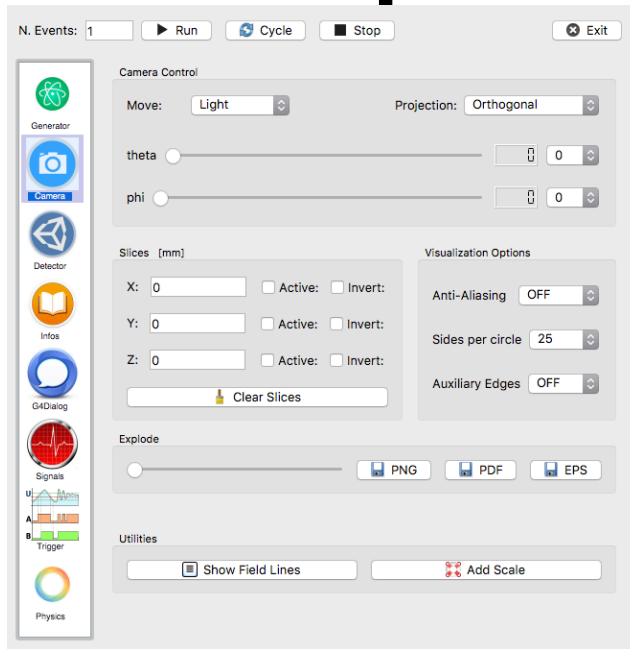 N. Events: 1 Run Cycle Stop Exit
Generator
Camera
Detector
Infos
G4Dialog
Signals
U
A
B
Trigger
Physics
Camera Control
Move: Light Projection: Orthogonal
theta 0 0
phi 0 0
Slices [mm]
X: 0 Active: Invert:
Y: 0 Active: Invert:
Z: 0 Active: Invert:
Clear Slices
Visualization Options
Anti-Aliasing OFF
Sides per circle 25
Auxiliary Edges OFF
Explode
PNG PDF EPS
Utilities
Show Field Lines Add Scale